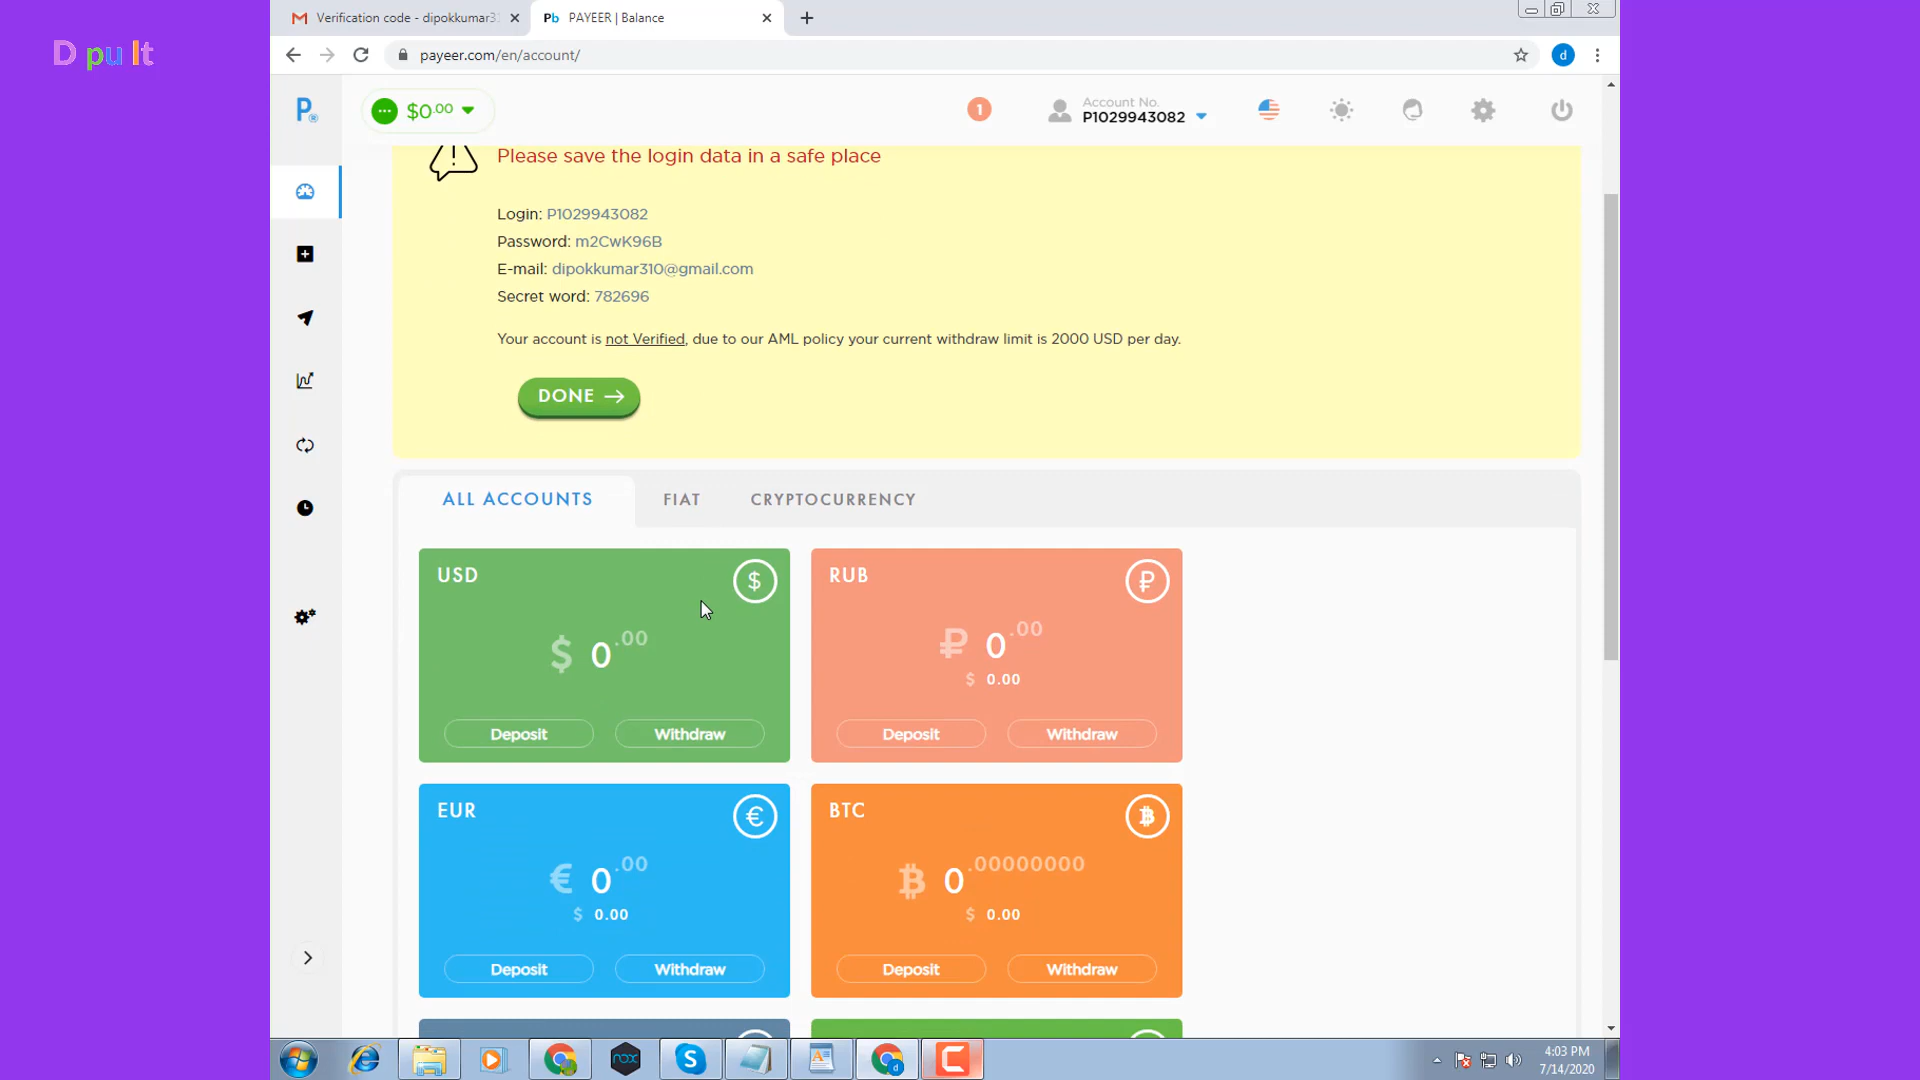 D pu It
Verification code - dipokkumar3
PAYEER | Balance
payeer.com/en/account/
d
$0.00
1
Account No.
P1029943082
Please save the login data in a safe place
Login: P1029943082
Password: m2CwK96B
E-mail: dipokkumar310@gmail.com
Secret word: 782696
Your account is not Verified, due to our AML policy your current withdraw limit is 2000 USD per day.
DONE →
ALL ACCOUNTS FIAT CRYPTOCURRENCY
USD $
$ 0.00
Deposit Withdraw
RUB ₽
₽ 0.00
$ 0.00
Deposit Withdraw
EUR €
€ 0.00
$ 0.00
Deposit Withdraw
BTC ₿
₿ 0.00000000
$ 0.00
Deposit Withdraw
nox
4:03 PM
7/14/2020